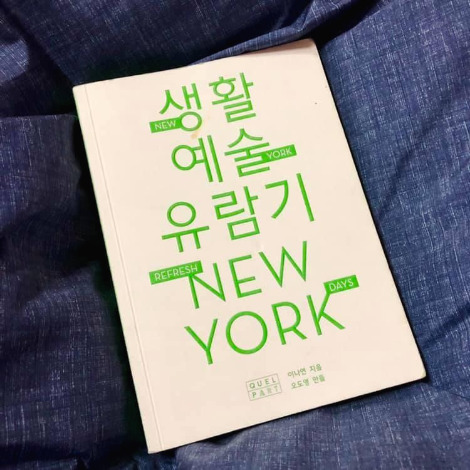 생활
NEW
예술
YORK
유람기
REFRESH
NEW
DAYS
YORK
QUEL
PART
이나연 지음
오도영 만듦